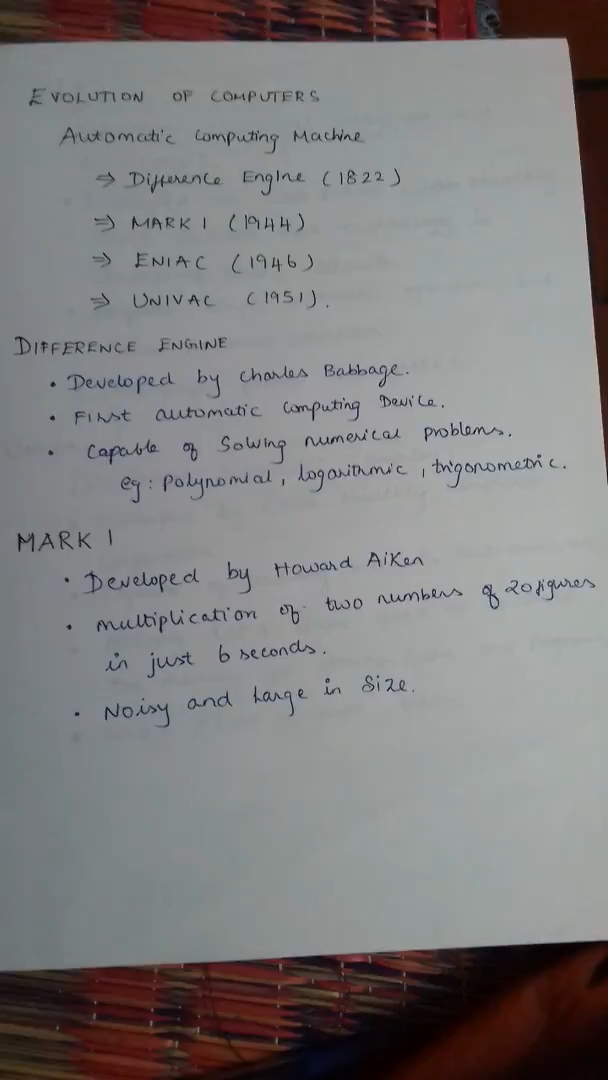 EVOLUTION OF COMPUTERS
Automatic Computing Machine
⇒ Difference Engine (1822)
⇒ MARK I (1944)
⇒ ENIAC (1946)
⇒ UNIVAC (1951).
DIFFERENCE ENGINE
• Developed by Charles Babbage.
• First automatic computing Device.
• Capable of Solving numerical problems.
eg: polynomial, logarithmic, trigonometric.
MARK I
• Developed by Howard Aiken
• Multiplication of two numbers of 20 figures
in just 6 seconds.
• Noisy and Large in Size.